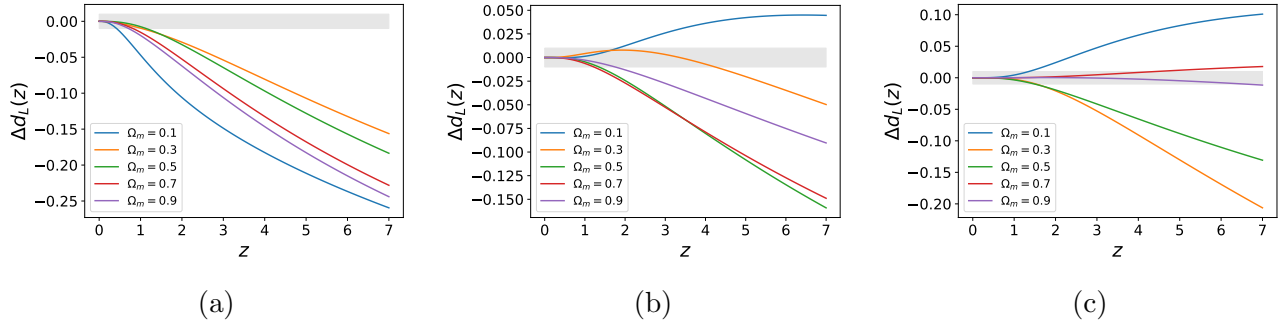 0.00
−0.05
−0.10
−0.15
−0.20
−0.25
Δd_L(z)
Ω_m = 0.1
Ω_m = 0.3
Ω_m = 0.5
Ω_m = 0.7
Ω_m = 0.9
0 1 2 3 4 5 6 7
z
(a)
0.050
0.025
0.000
−0.025
−0.050
−0.075
−0.100
−0.125
−0.150
Δd_L(z)
Ω_m = 0.1
Ω_m = 0.3
Ω_m = 0.5
Ω_m = 0.7
Ω_m = 0.9
0 1 2 3 4 5 6 7
z
(b)
0.10
0.05
0.00
−0.05
−0.10
−0.15
−0.20
Δd_L(z)
Ω_m = 0.1
Ω_m = 0.3
Ω_m = 0.5
Ω_m = 0.7
Ω_m = 0.9
0 1 2 3 4 5 6 7
z
(c)